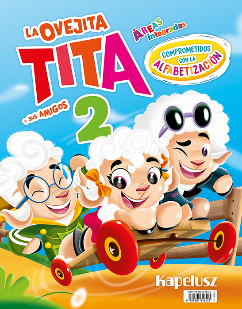 LA OVEJITA
TITA
Y SUS AMIGOS
2
ÁREAS
integradas
COMPROMETIDOS
CON LA
ALFABETIZACIÓN
Kapelusz